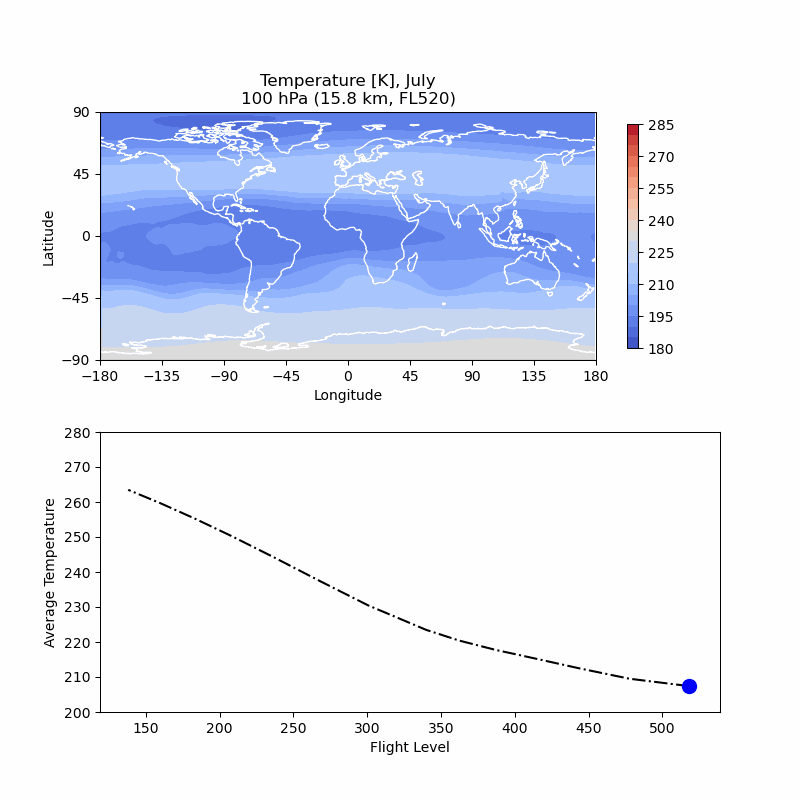 Temperature [K], July
100 hPa (15.8 km, FL520)
90
45
0
−45
−90
Latitude
−180 −135 −90 −45 0 45 90 135 180
Longitude
285
270
255
240
225
210
195
180
280
270
260
250
240
230
220
210
200
Average Temperature
150 200 250 300 350 400 450 500
Flight Level